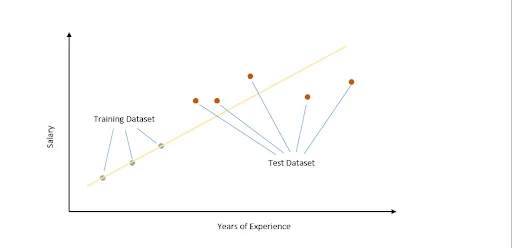 Training Dataset
Salary
Test Dataset
Years of Experience